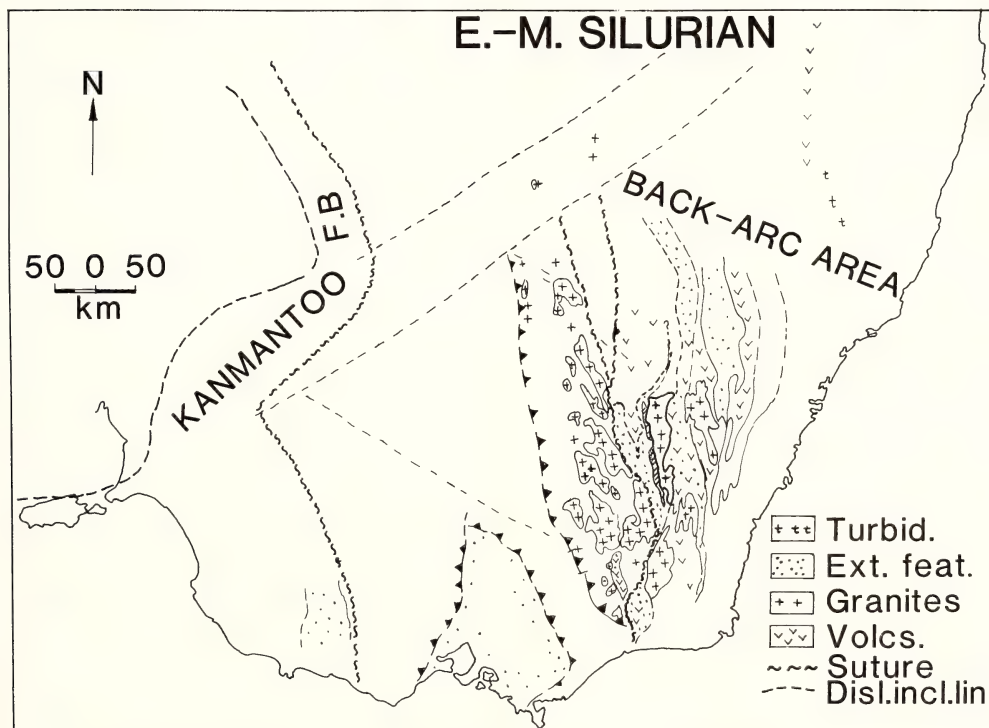 E.-M. SILURIAN
N
BACK-ARC AREA
KANMANTOO F.B
50 0 50
km
Turbid.
Ext. feat.
Granites
Volcs.
Suture
Disl.incl.lin